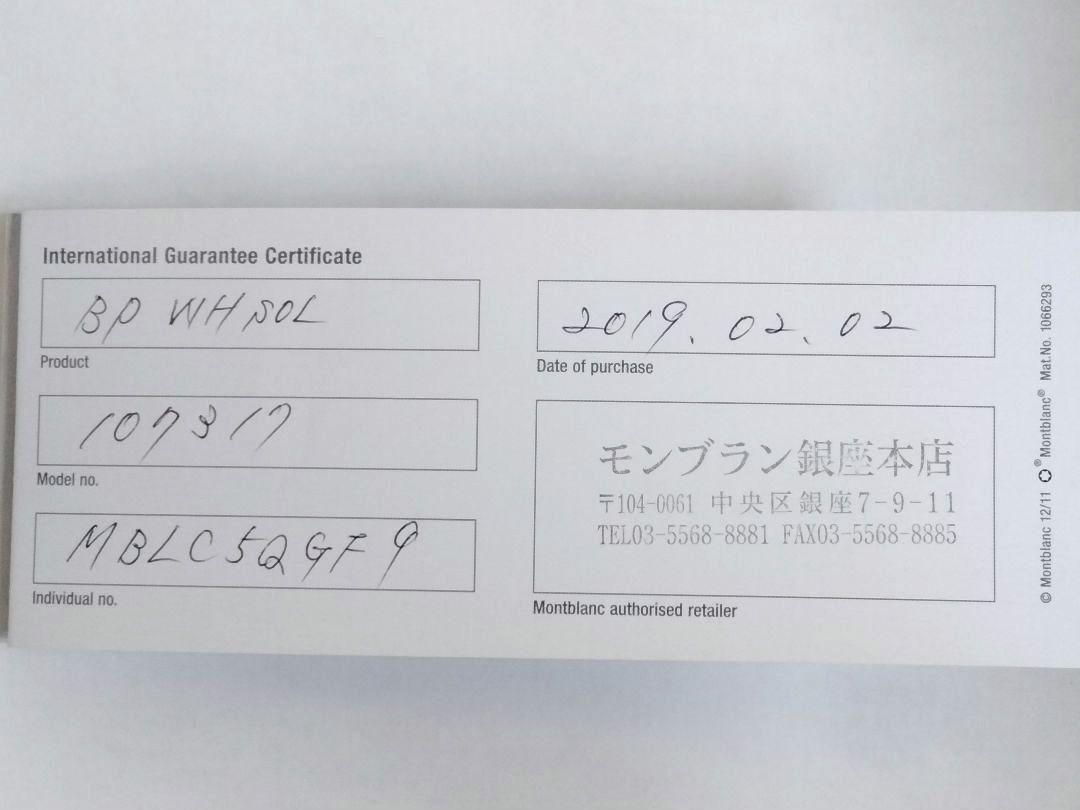 International Guarantee Certificate
BP WH SOL
Product
107317
Model no.
MBLC5QGF9
Individual no.
2019. 02. 02
Date of purchase
モンブラン銀座本店
〒104-0061 中央区銀座7-9-11
TEL03-5568-8881 FAX03-5568-8885
Montblanc authorised retailer
© Montblanc 12/11 ®Montblanc® Mat.No. 1066293